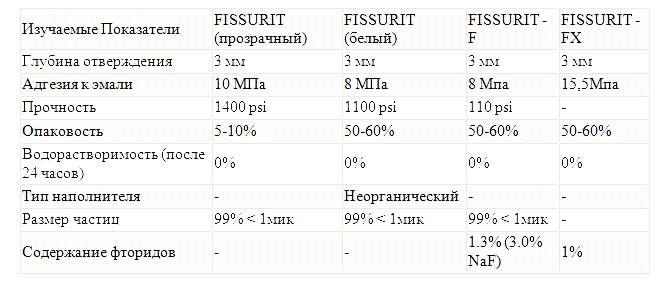 Изучаемые Показатели FISSURIT (прозрачный) FISSURIT (белый) FISSURIT - F FISSURIT - FX
Глубина отверждения 3 мм 3 мм 3 мм 3 мм
Адгезия к эмали 10 МПа 8 МПа 8 Мпа 15,5Мпа
Прочность 1400 psi 1100 psi 110 psi -
Опаковость 5-10% 50-60% 50-60% 50-60%
Водорастворимость (после 24 часов) 0% 0% 0% 0%
Тип наполнителя - Неорганический - -
Размер частиц 99% < 1мик 99% < 1мик 99% < 1мик -
Содержание фторидов - - 1.3% (3.0% NaF) 1%